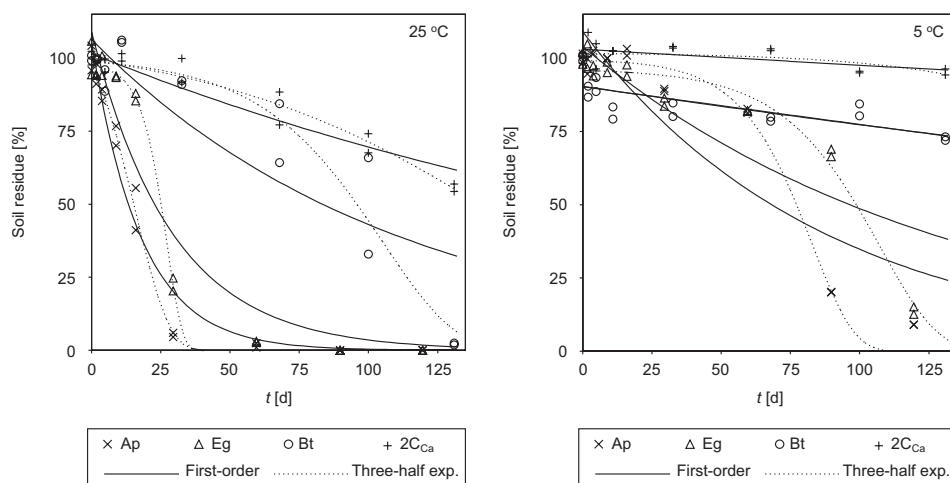 25 °C
Soil residue [%]
100
75
50
25
0
0 25 50 75 100 125
t [d]
× Ap △ Eg ○ Bt + 2C_Ca
First-order Three-half exp.
5 °C
Soil residue [%]
100
75
50
25
0
0 25 50 75 100 125
t [d]
× Ap △ Eg ○ Bt + 2C_Ca
First-order Three-half exp.